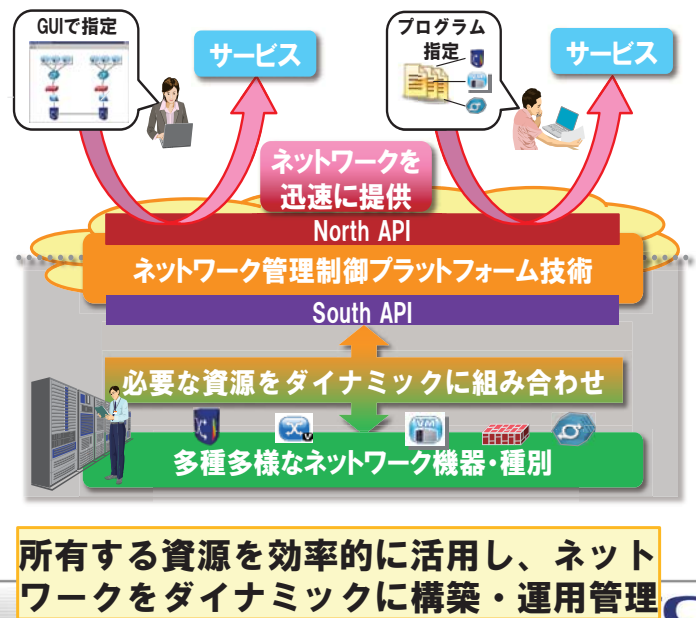 GUIで指定
サービス
プログラム
指定
サービス
ネットワークを
迅速に提供
North API
ネットワーク管理制御プラットフォーム技術
South API
必要な資源をダイナミックに組み合わせ
VM
多種多様なネットワーク機器・種別
所有する資源を効率的に活用し、ネット
ワークをダイナミックに構築・運用管理